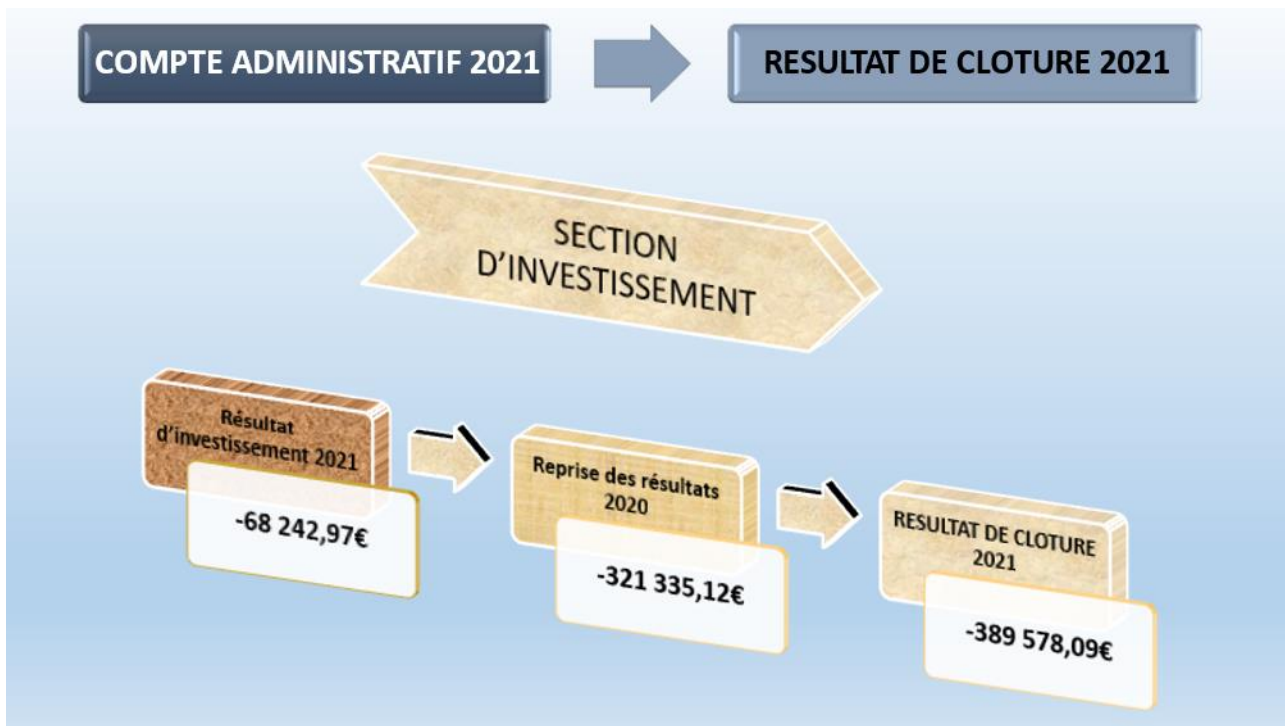 COMPTE ADMINISTRATIF 2021
RESULTAT DE CLOTURE 2021
SECTION
D’INVESTISSEMENT
Résultat
d’investissement 2021
-68 242,97€
Reprise des résultats
2020
-321 335,12€
RESULTAT DE CLOTURE
2021
-389 578,09€